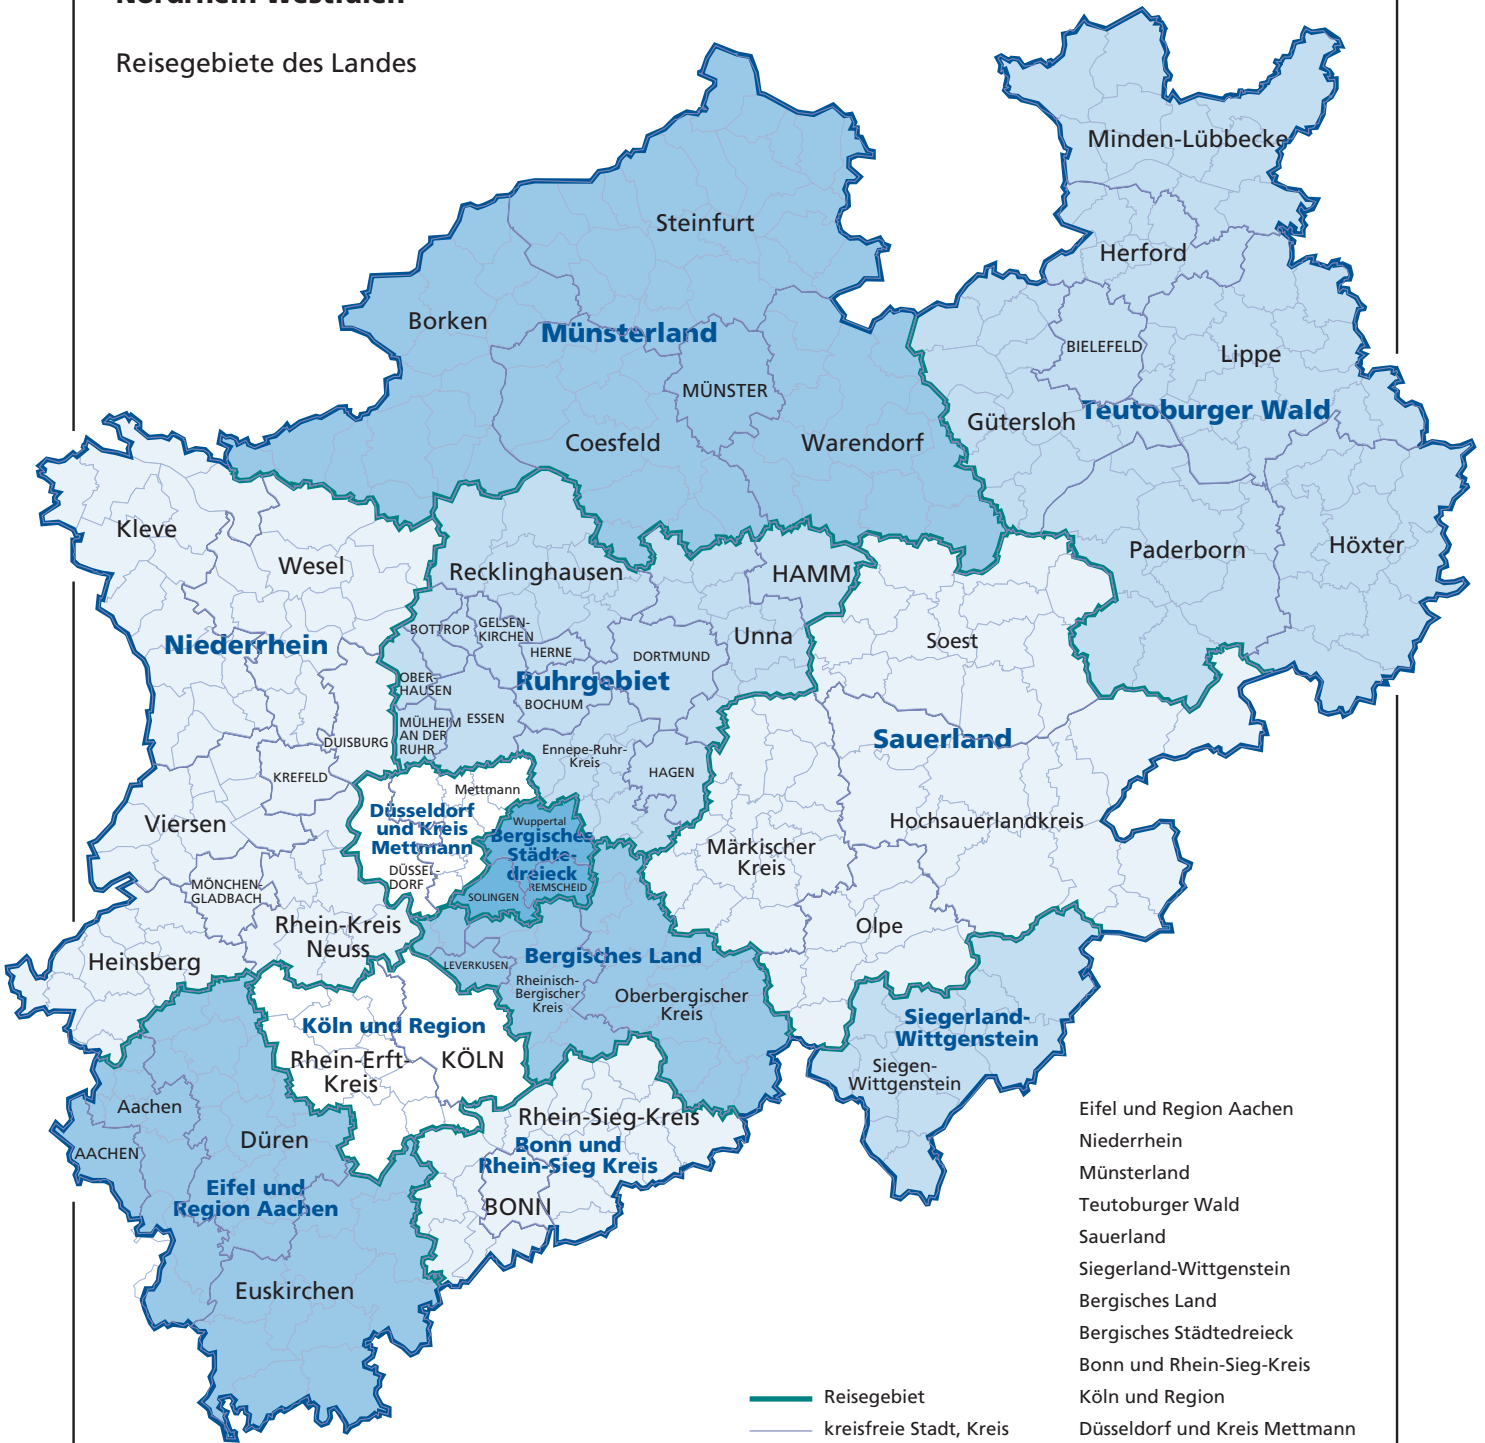 Nordrhein-Westfalen
Reisegebiete des Landes
Minden-Lübbecke
Steinfurt
Herford
Borken
Münsterland
BIELEFELD
Lippe
MÜNSTER
Gütersloh
Teutoburger Wald
Coesfeld
Warendorf
Kleve
Wesel
Recklinghausen
HAMM
Paderborn
Höxter
Niederrhein
BOTTROP
GELSEN-
KIRCHEN
HERNE
DORTMUND
Unna
Soest
OBER-
HAUSEN
Ruhrgebiet
BOCHUM
MÜLHEIM
AN DER
RUHR
ESSEN
DUISBURG
Ennepe-Ruhr-
Kreis
HAGEN
Sauerland
KREFELD
Mettmann
Düsseldorf
und Kreis
Mettmann
Viersen
Wuppertal
Bergisches
Städte-
dreieck
Hochsauerlandkreis
Märkischer
Kreis
DÜSSEL-
DORF
SOLINGEN
REMSCHEID
MÖNCHEN-
GLADBACH
Rhein-Kreis
Neuss
Olpe
Heinsberg
LEVERKUSEN
Bergisches Land
Rheinisch-
Bergischer
Kreis
Oberbergischer
Kreis
Köln und Region
Siegerland-
Wittgenstein
Rhein-Erft-
Kreis
KÖLN
Siegen-
Wittgenstein
Aachen
Rhein-Sieg-Kreis
Düren
AACHEN
Bonn und
Rhein-Sieg Kreis
Eifel und
Region Aachen
BONN
Euskirchen
Eifel und Region Aachen
Niederrhein
Münsterland
Teutoburger Wald
Sauerland
Siegerland-Wittgenstein
Bergisches Land
Bergisches Städtedreieck
Bonn und Rhein-Sieg-Kreis
Reisegebiet
Köln und Region
kreisfreie Stadt, Kreis
Düsseldorf und Kreis Mettmann